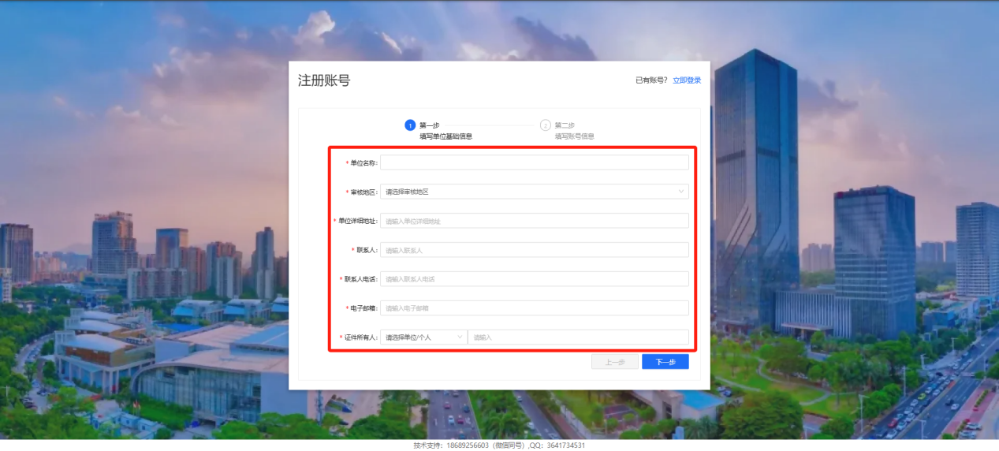 注册账号
已有账号? 立即登录
1 第一步
填写单位基础信息
2 第二步
填写账号信息
* 单位名称:
* 审核地区: 请选择审核地区
* 单位详细地址: 请输入单位详细地址
* 联系人: 请输入联系人
* 联系人电话: 请输入联系人电话
* 电子邮箱: 请输入电子邮箱
* 证件所有人: 请选择单位/个人 请输入
上一步 下一步
技术支持：18689256603（微信同号）,QQ：3641734531